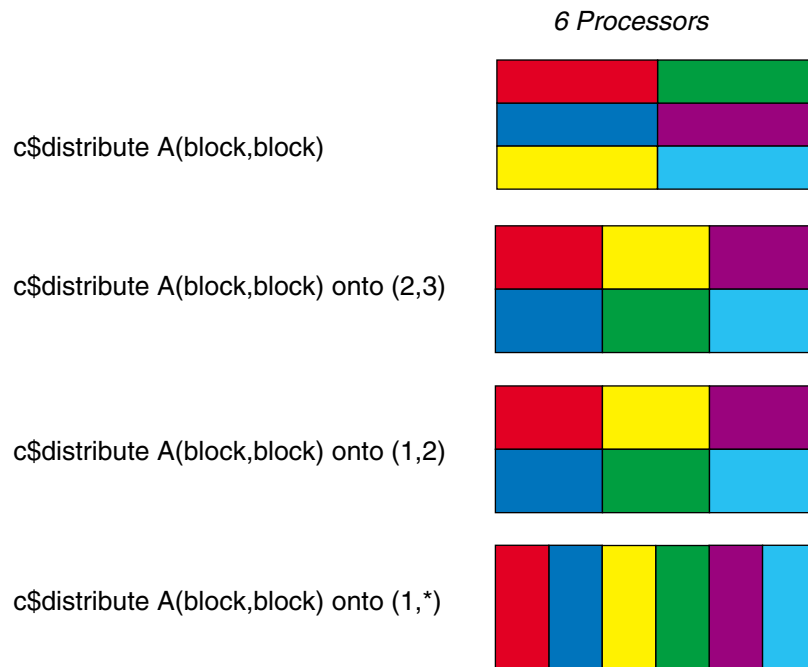 6 Processors
c$distribute A(block,block)
c$distribute A(block,block) onto (2,3)
c$distribute A(block,block) onto (1,2)
c$distribute A(block,block) onto (1,*)